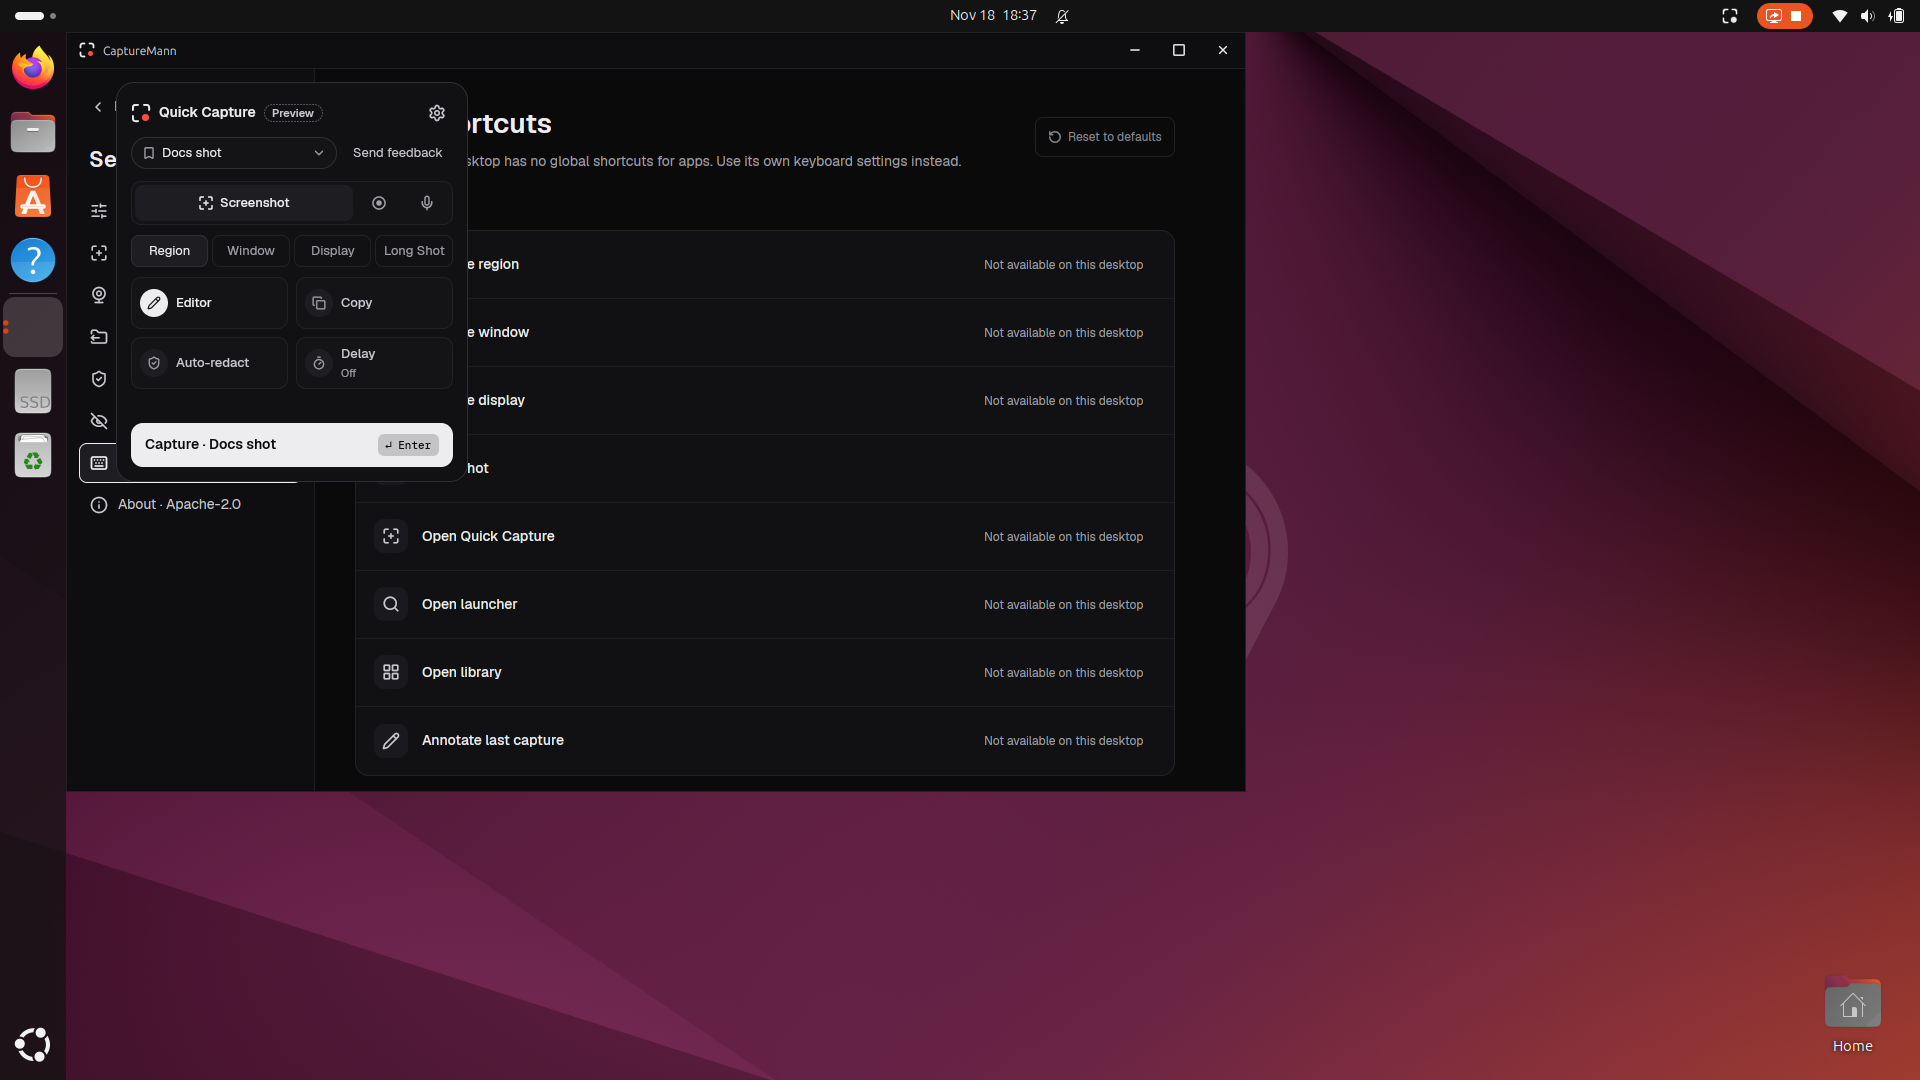 Nov 18 18:37
CaptureMann
Quick Capture
Preview
Docs shot
Send feedback
Screenshot
Region
Window
Display
Long Shot
Editor
Copy
Auto-redact
Delay
Off
Capture · Docs shot
↵ Enter
About · Apache-2.0
Reset to defaults
has no global shortcuts for apps. Use its own keyboard settings instead.
region
Not available on this desktop
window
Not available on this desktop
display
Not available on this desktop
Open Quick Capture
Not available on this desktop
Open launcher
Not available on this desktop
Open library
Not available on this desktop
Annotate last capture
Not available on this desktop
SSD
Home